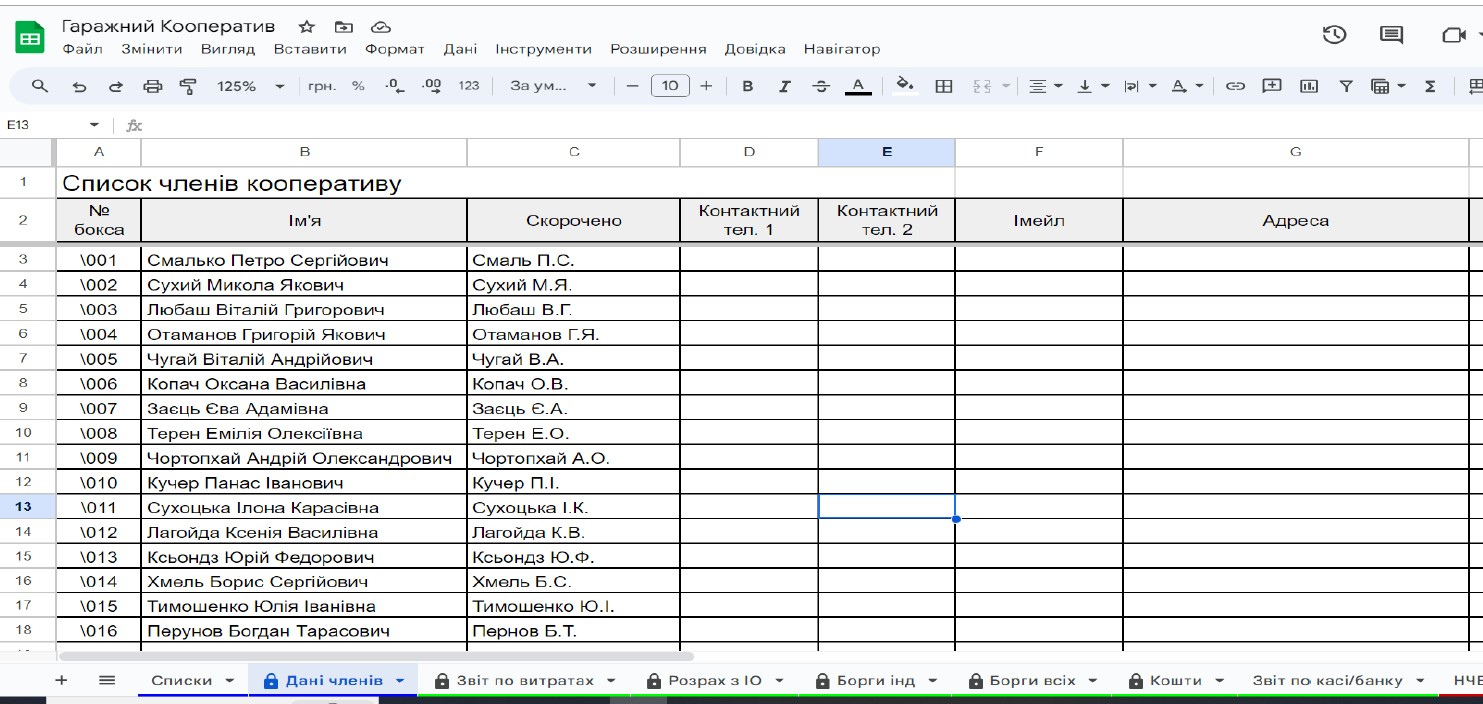 Гаражний Кооператив
Файл Змінити Вигляд Вставити Формат Дані Інструменти Розширення Довідка Навігатор
125% грн. % .0 .00 123 За ум... − 10 + B I S A A Σ
E13 fx
A B C D E F G
1 Список членів кооперативу
2 № бокса Ім'я Скорочено Контактний тел. 1 Контактний тел. 2 Імейл Адреса
3 \001 Смалько Петро Сергійович Смаль П.С.
4 \002 Сухий Микола Якович Сухий М.Я.
5 \003 Любаш Віталій Григорович Любаш В.Г.
6 \004 Отаманов Григорій Якович Отаманов Г.Я.
7 \005 Чугай Віталій Андрійович Чугай В.А.
8 \006 Копач Оксана Василівна Копач О.В.
9 \007 Заєць Єва Адамівна Заєць Є.А.
10 \008 Терен Емілія Олексіївна Терен Е.О.
11 \009 Чортопхай Андрій Олександрович Чортопхай А.О.
12 \010 Кучер Панас Іванович Кучер П.І.
13 \011 Сухоцька Ілона Карасівна Сухоцька І.К.
14 \012 Лагойда Ксенія Василівна Лагойда К.В.
15 \013 Ксьондз Юрій Федорович Ксьондз Ю.Ф.
16 \014 Хмель Борис Сергійович Хмель Б.С.
17 \015 Тимошенко Юлія Іванівна Тимошенко Ю.І.
18 \016 Перунов Богдан Тарасович Пернов Б.Т.
+ Списки Дані членів Звіт по витратах Розрах з ІО Борги інд Борги всіх Кошти Звіт по касі/банку